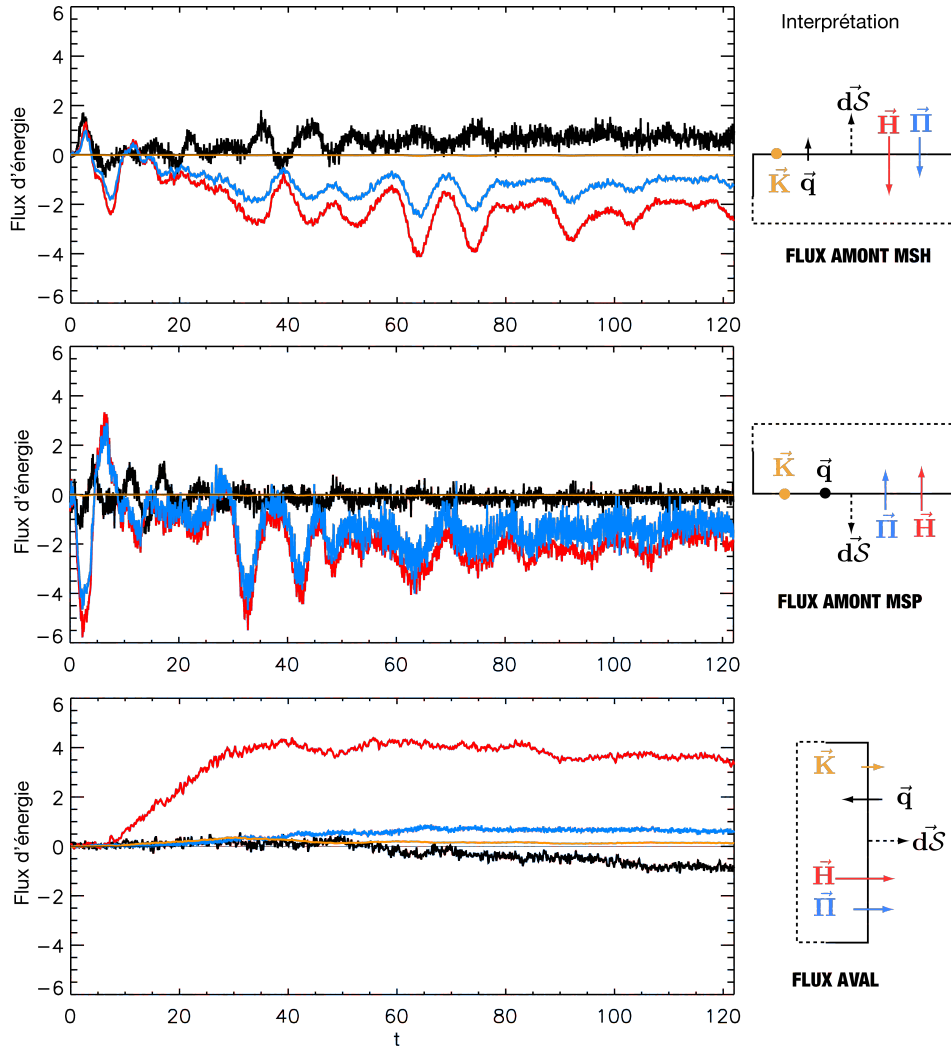 Interprétation
6
4
2
0
−2
−4
−6
Flux d'énergie
0 20 40 60 80 100 120
dS⃗
H⃗ Π⃗
K⃗ q⃗
FLUX AMONT MSH
6
4
2
0
−2
−4
−6
Flux d'énergie
0 20 40 60 80 100 120
K⃗ q⃗
dS⃗ Π⃗ H⃗
FLUX AMONT MSP
6
4
2
0
−2
−4
−6
Flux d'énergie
0 20 40 60 80 100 120
t
K⃗
q⃗
dS⃗
H⃗
Π⃗
FLUX AVAL